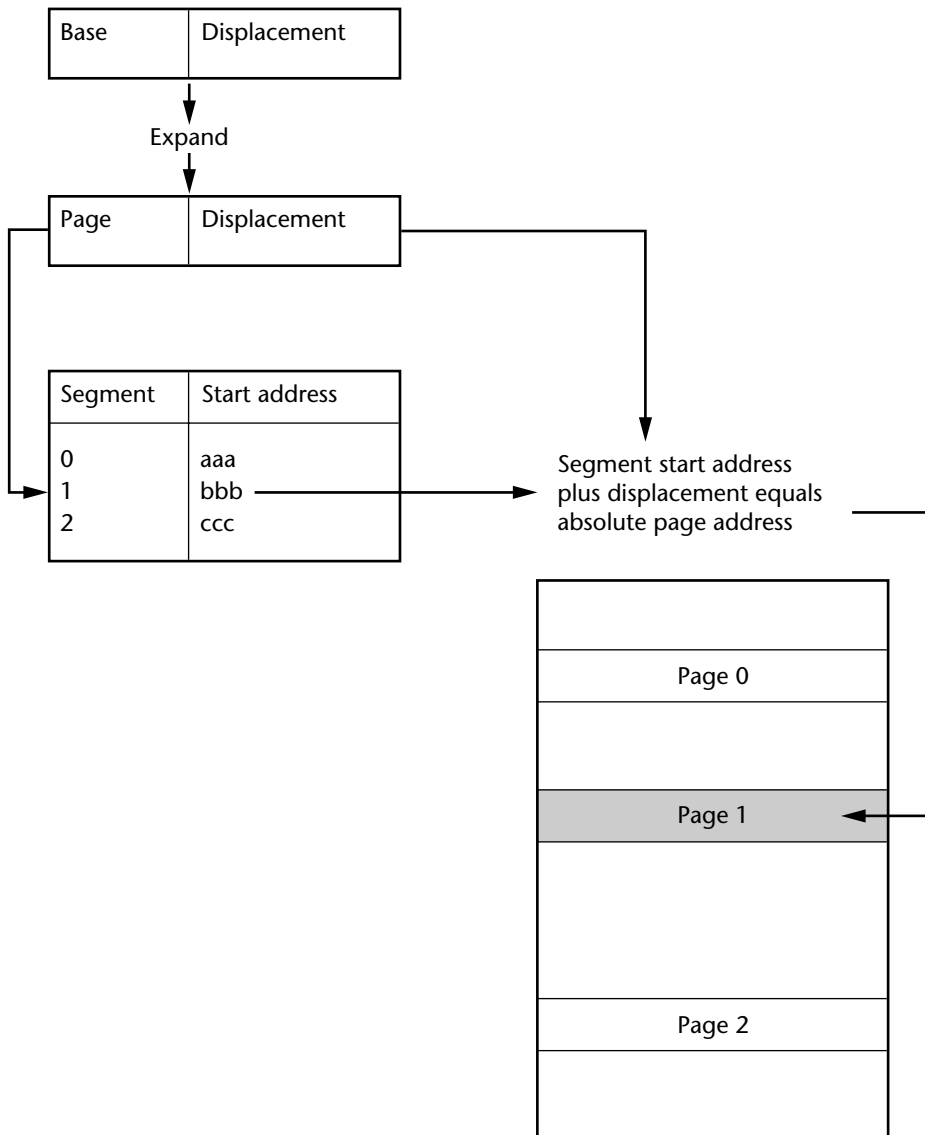 Base Displacement
Expand
Page Displacement
Segment Start address
0 aaa
1 bbb
2 ccc
Segment start address
plus displacement equals
absolute page address
Page 0
Page 1
Page 2